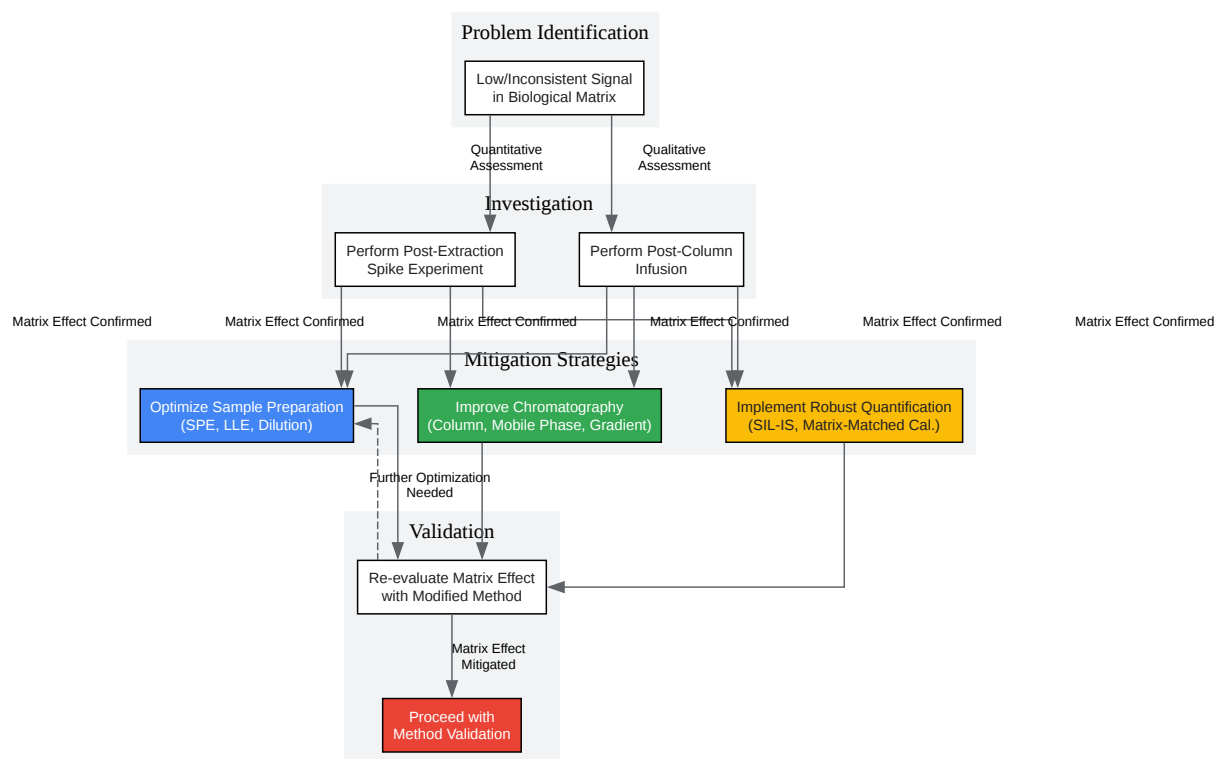 Problem Identification
Low/Inconsistent Signal
in Biological Matrix
Quantitative
Assessment
Qualitative
Assessment
Investigation
Perform Post-Extraction
Spike Experiment
Perform Post-Column
Infusion
Matrix Effect Confirmed
Matrix Effect Confirmed
Matrix Effect Confirmed
Matrix Effect Confirmed
Matrix Effect Confirmed
Matrix Effect Confirmed
Mitigation Strategies
Optimize Sample Preparation
(SPE, LLE, Dilution)
Improve Chromatography
(Column, Mobile Phase, Gradient)
Implement Robust Quantification
(SIL-IS, Matrix-Matched Cal.)
Further Optimization
Needed
Validation
Re-evaluate Matrix Effect
with Modified Method
Matrix Effect
Mitigated
Proceed with
Method Validation